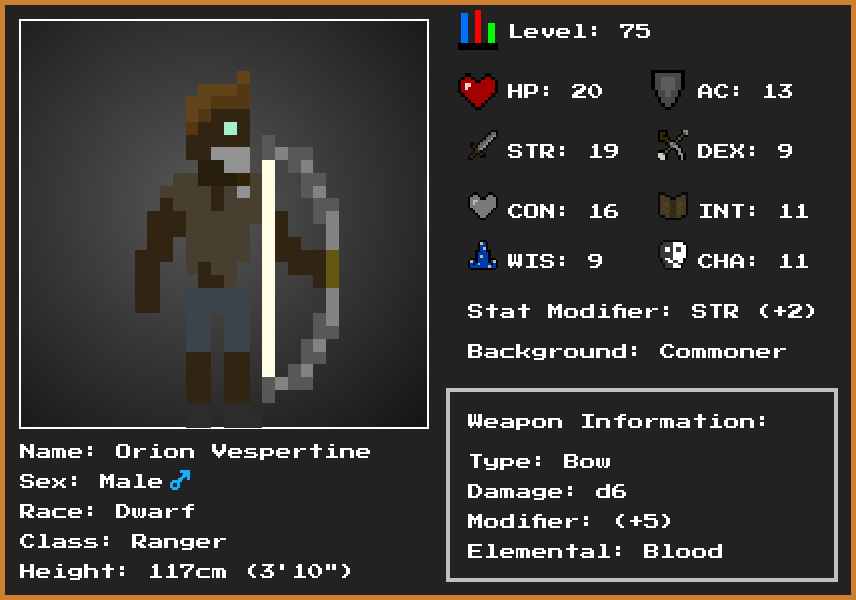 Level: 75
HP: 20 AC: 13
STR: 19 DEX: 9
CON: 16 INT: 11
WIS: 9 CHA: 11
Stat Modifier: STR (+2)
Background: Commoner
Weapon Information:
Type: Bow
Damage: d6
Modifier: (+5)
Elemental: Blood
Name: Orion Vespertine
Sex: Male ♂
Race: Dwarf
Class: Ranger
Height: 117cm (3'10")